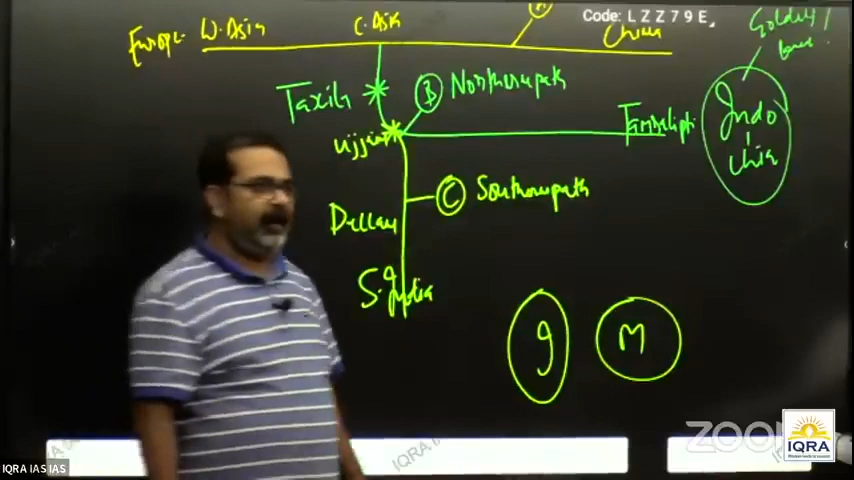 Code: LZZ79E
Europe W.Asia C.Asia China
Golden
Taxila B Northern path
Ujjain Tamralipti Indo
China
C Southern path
Deccan
S.India
g M
ZOOM
IQRA
IQRA IAS IAS